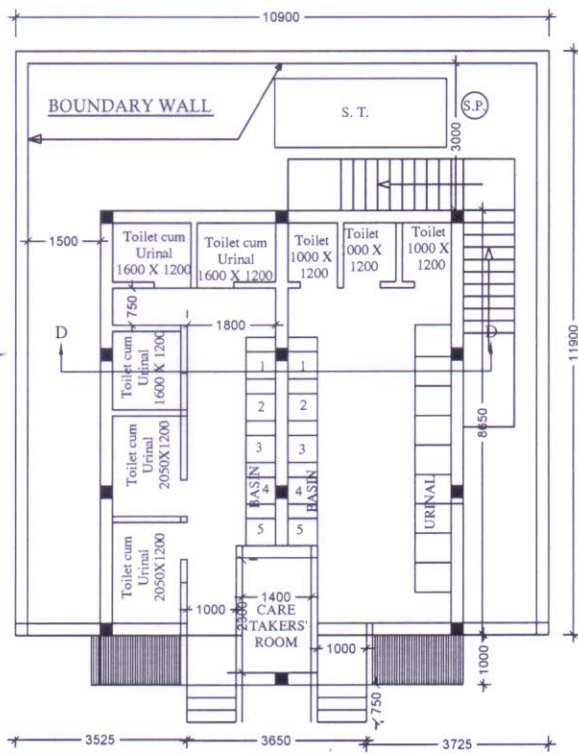 10900
BOUNDARY WALL
S. T.
S.P.
3000
1500
Toilet cum
Urinal
1600 X 1200
Toilet cum
Urinal
1600 X 1200
Toilet
1000 X
1200
Toilet
1000 X
1200
Toilet
1000 X
1200
750
1800
D
D
11900
Toilet cum
Urinal
1600 X 1200
1
2
3
4
5
BASIN
1
2
3
4
5
BASIN
8650
Toilet cum
Urinal
2050X1200
URINAL
Toilet cum
Urinal
2050X1200
1000
1400
2300
CARE
TAKERS'
ROOM
1000
1000
750
3525
3650
3725